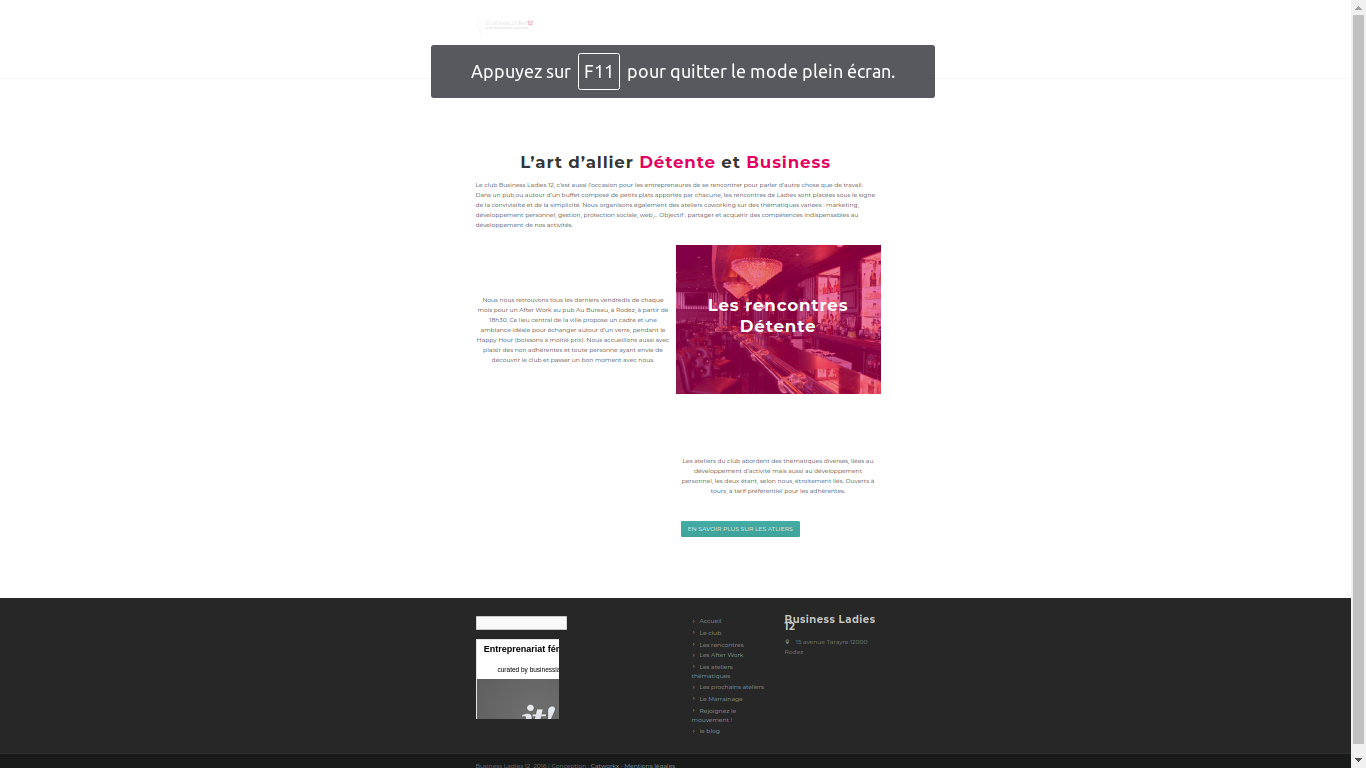 BusinessLadies12
Appuyez sur F11 pour quitter le mode plein écran.
L’art d’allier Détente et Business
Le club Business Ladies 12, c’est aussi l’occasion pour les entrepreneures de se rencontrer pour parler d’autre chose que de travail.
Dans un pub,ou autour d’un buffet composé de petits plats apportés par chacune, les rencontres de Ladies sont placées sous le signe
de la convivialité et de la simplicité. Nous organisons également des ateliers coworking sur des thématiques variées : marketing,
développement personnel, gestion, protection sociale, web,... Objectif : partager et acquérir des compétences indispensables au
développement de nos activités.
Nous nous retrouvons tous les derniers vendredis de chaque
mois pour un After Work au pub Au Bureau, à Rodez, à partir de
18h30. Ce lieu central de la ville propose un cadre et une
ambiance idéale pour échanger autour d’un verre, pendant le
Happy Hour (boissons à moitié prix). Nous accueillons aussi avec
plaisir des non adhérentes et toute personne ayant envie de
découvrir le club et passer un bon moment avec nous.
Les rencontres
Détente
Les ateliers du club abordent des thématiques diverses, liées au
développement d’activité mais aussi au développement
personnel, les deux étant, selon nous, étroitement liés. Ouverts à
tours, à tarif préférentiel pour les adhérentes.
EN SAVOIR PLUS SUR LES ATLIERS
Entreprenariat fér
curated by businessla
it!
Accueil
Le club
Les rencontres
Les After Work
Les ateliers
thématiques
Les prochains ateliers
Le Marrainage
Rejoignez le
mouvement !
le blog
Business Ladies
12
15 avenue Tarayre 12000
Rodez
Business Ladies 12 2016 | Conception : Catworkx - Mentions légales